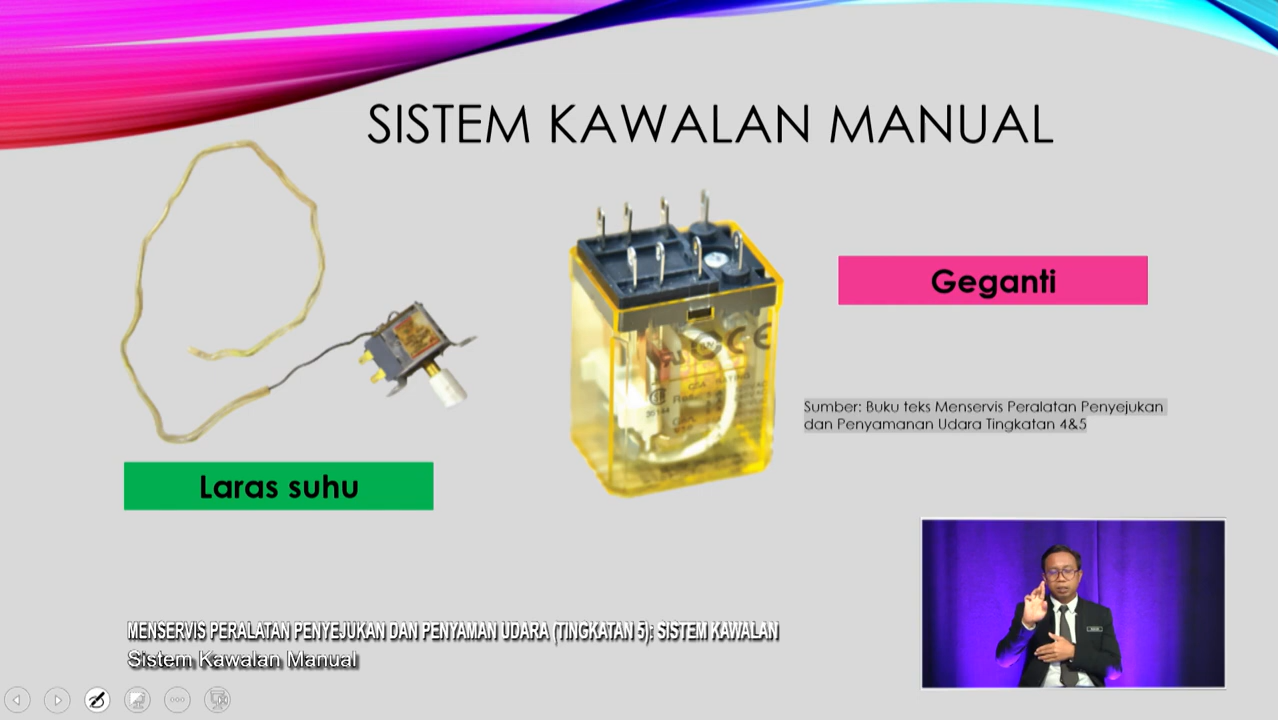 SISTEM KAWALAN MANUAL
Geganti
Sumber: Buku teks Menservis Peralatan Penyejukan
dan Penyamanan Udara Tingkatan 4&5
Laras suhu
MENSERVIS PERALATAN PENYEJUKAN DAN PENYAMAN UDARA (TINGKATAN 5): SISTEM KAWALAN
Sistem Kawalan Manual